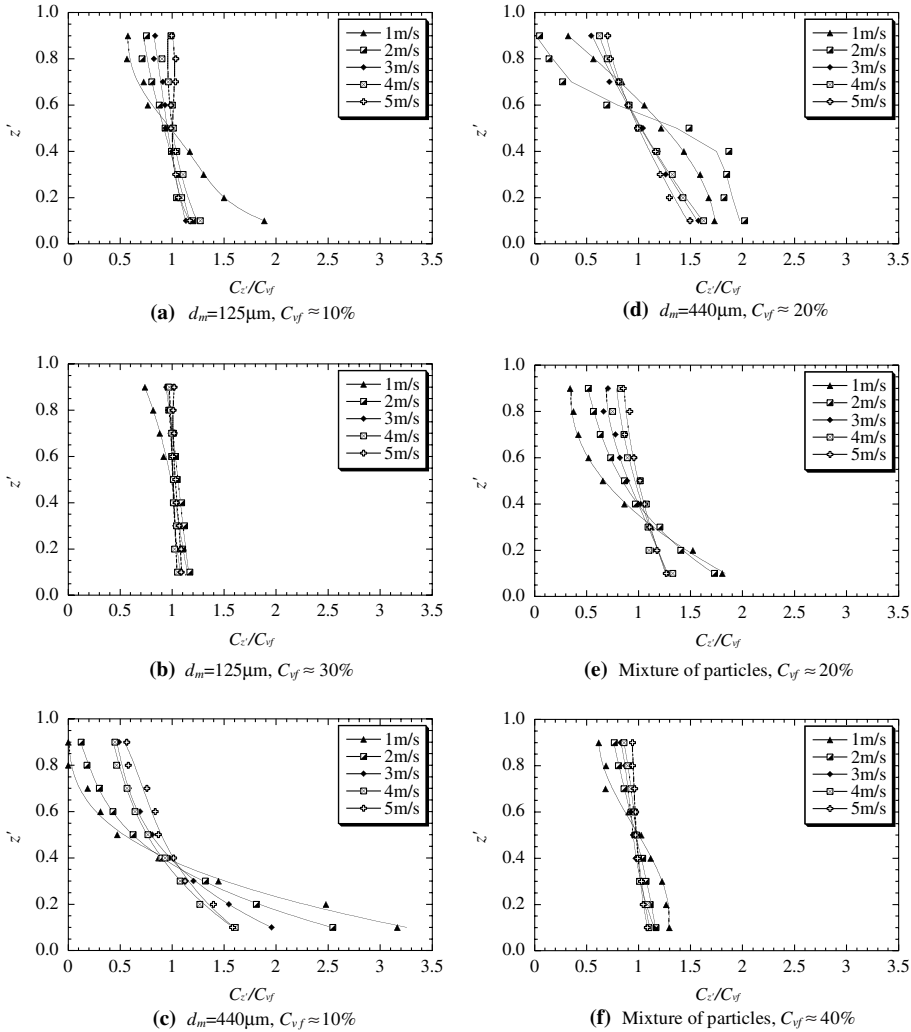 1.0
0.8
0.6
0.4
0.2
0.0
z′
0 0.5 1 1.5 2 2.5 3 3.5
C_z′/C_vf
1m/s
2m/s
3m/s
4m/s
5m/s
(a) d_m=125μm, C_vf ≈ 10%
1.0
0.8
0.6
0.4
0.2
0.0
z′
0 0.5 1 1.5 2 2.5 3 3.5
C_z′/C_vf
1m/s
2m/s
3m/s
4m/s
5m/s
(d) d_m=440μm, C_vf ≈ 20%
1.0
0.8
0.6
0.4
0.2
0.0
z′
0 0.5 1 1.5 2 2.5 3 3.5
C_z′/C_vf
1m/s
2m/s
3m/s
4m/s
5m/s
(b) d_m=125μm, C_vf ≈ 30%
1.0
0.8
0.6
0.4
0.2
0.0
z′
0 0.5 1 1.5 2 2.5 3 3.5
C_z′/C_vf
1m/s
2m/s
3m/s
4m/s
5m/s
(e) Mixture of particles, C_vf ≈ 20%
1.0
0.8
0.6
0.4
0.2
0.0
z′
0 0.5 1 1.5 2 2.5 3 3.5
C_z′/C_vf
1m/s
2m/s
3m/s
4m/s
5m/s
(c) d_m=440μm, C_vf ≈ 10%
1.0
0.8
0.6
0.4
0.2
0.0
z′
0 0.5 1 1.5 2 2.5 3 3.5
C_z′/C_vf
1m/s
2m/s
3m/s
4m/s
5m/s
(f) Mixture of particles, C_vf ≈ 40%